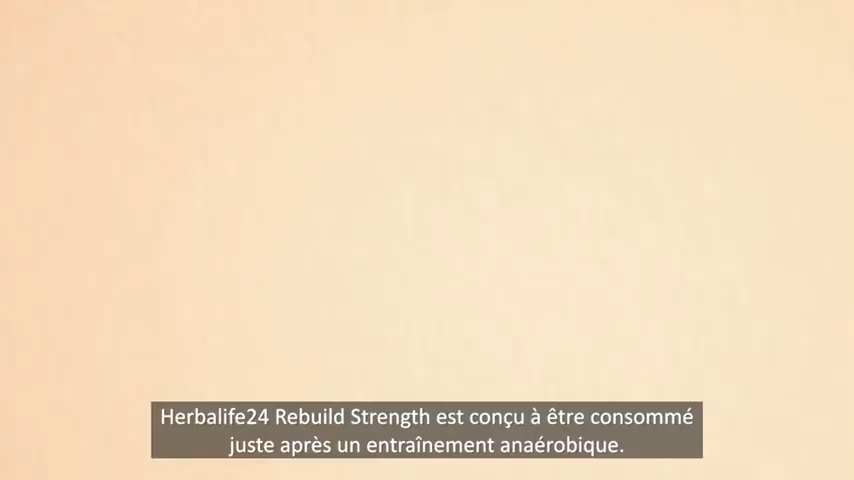 Herbalife24 Rebuild Strength est conçu à être consommé
juste après un entraînement anaérobique.